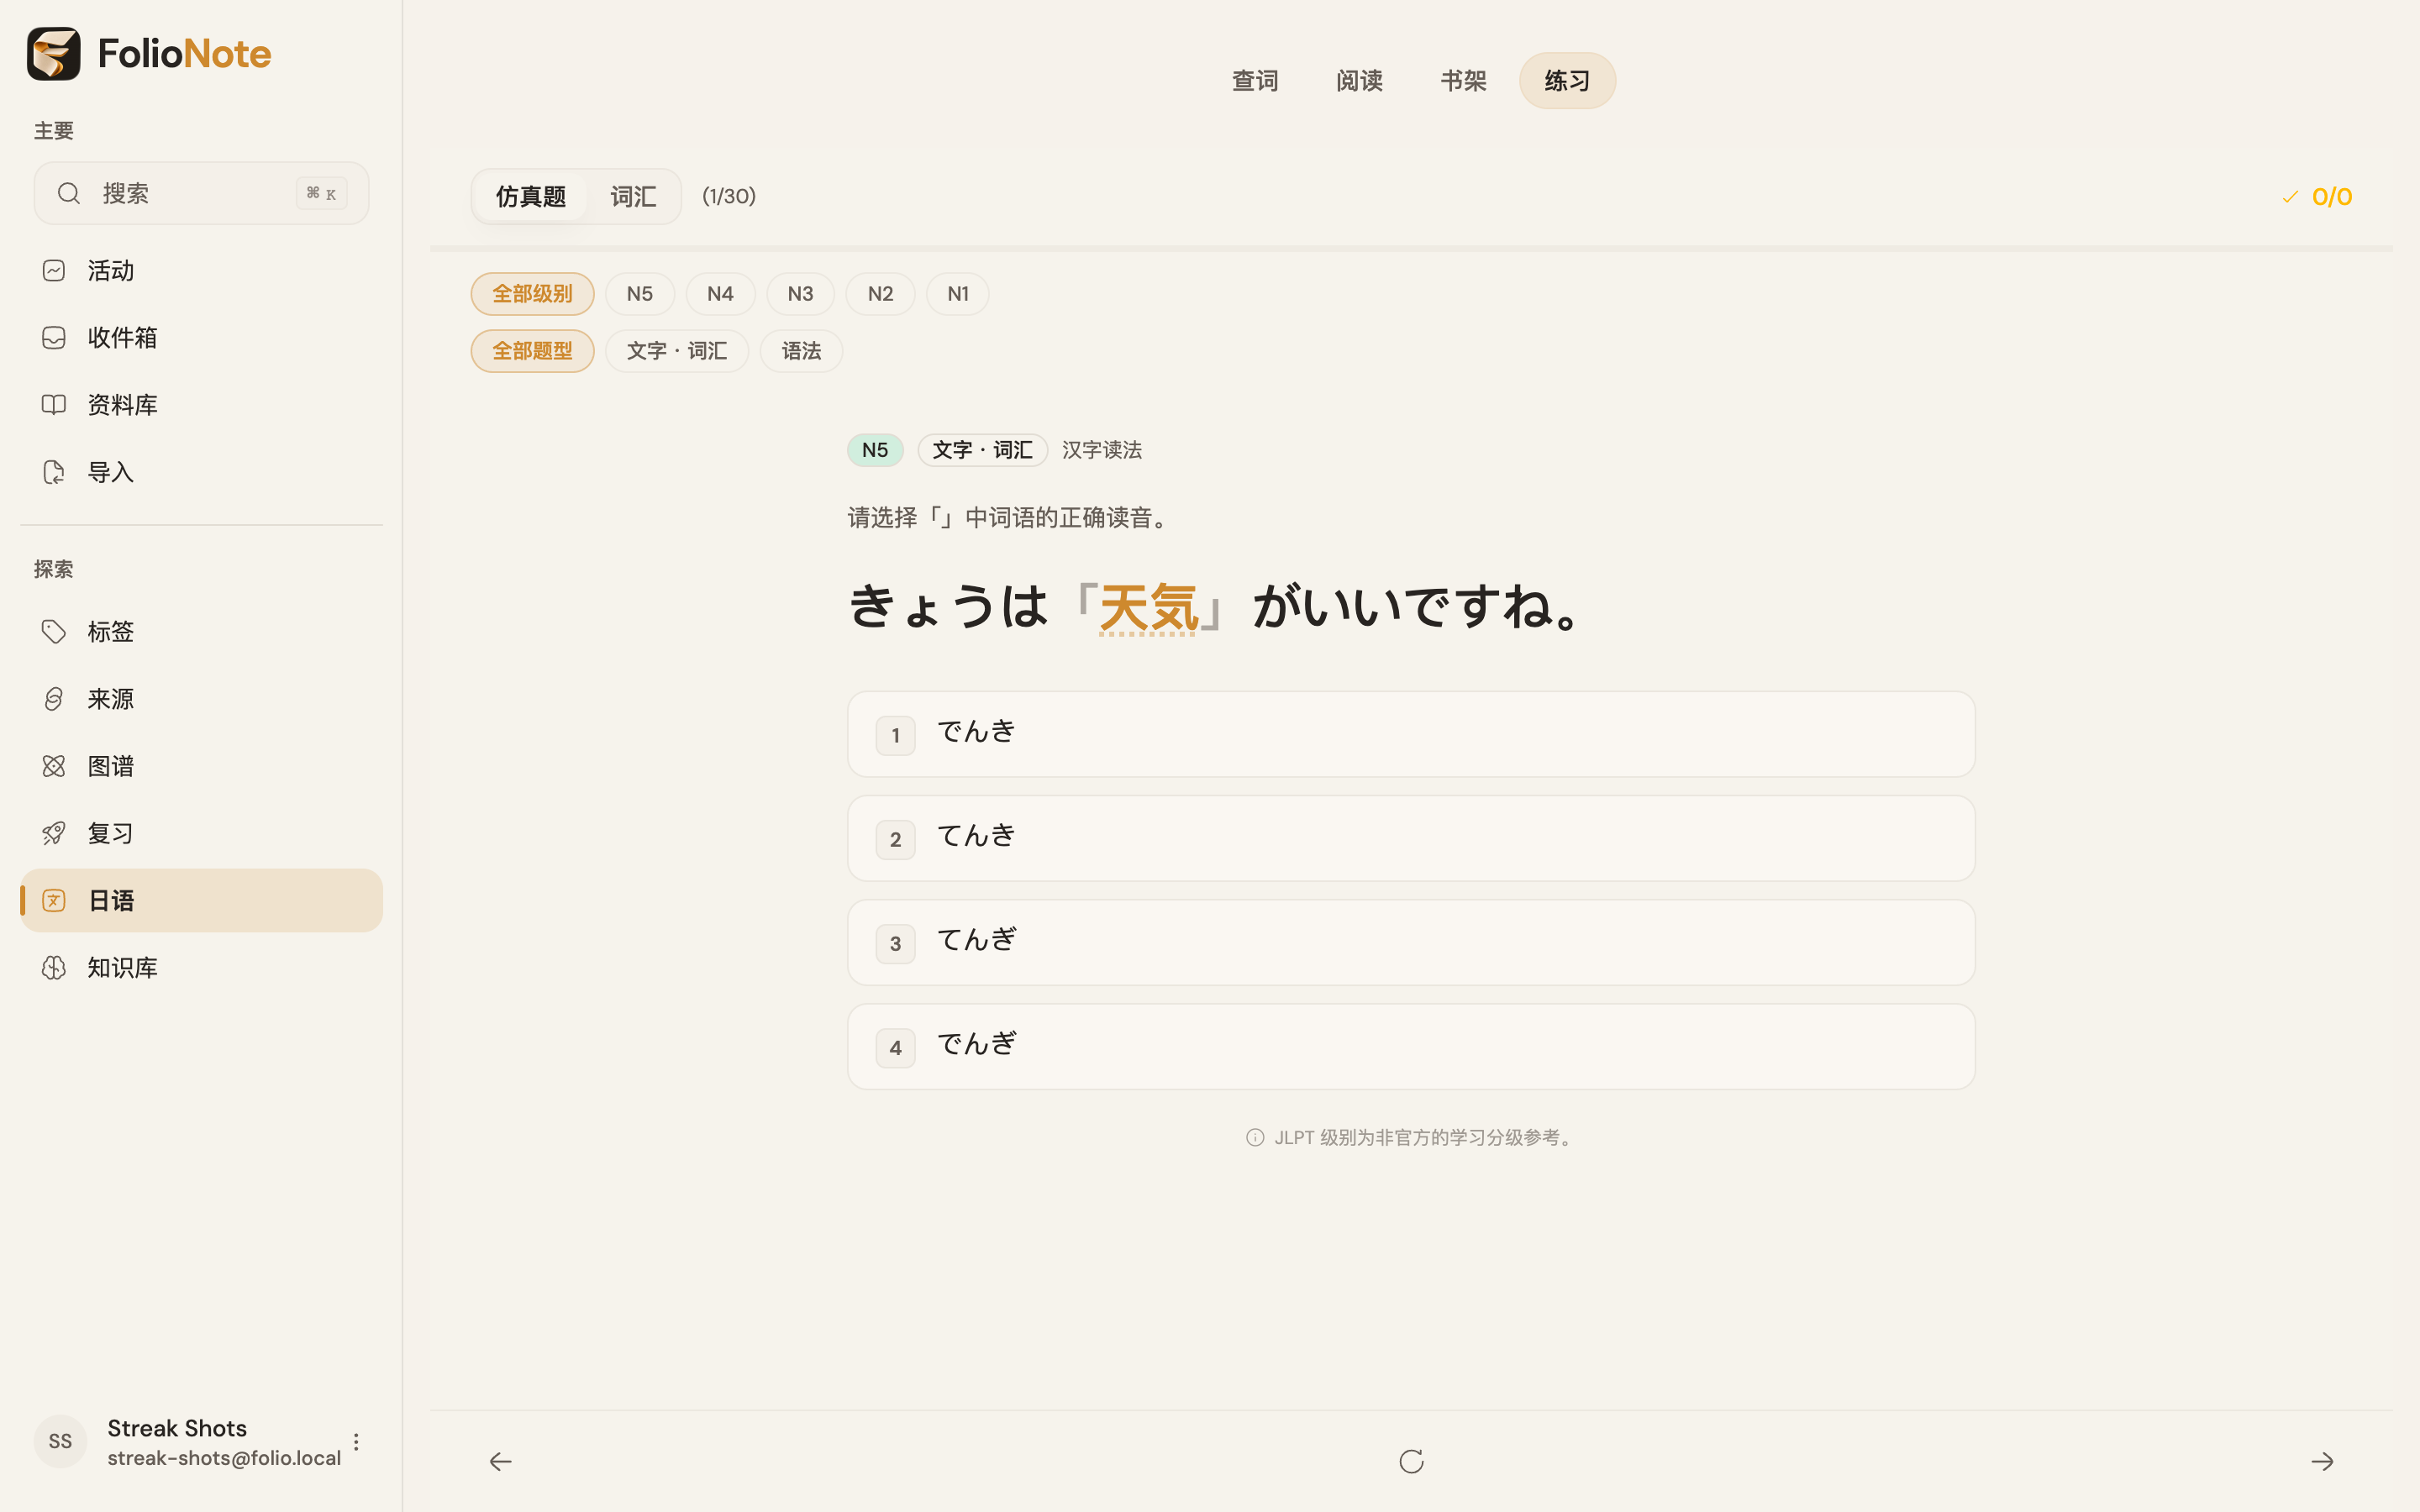 FolioNote
主要
搜索 ⌘ K
活动
收件箱
资料库
导入
探索
标签
来源
图谱
复习
日语
知识库
SS
Streak Shots
streak-shots@folio.local
查词 阅读 书架 练习
仿真题 词汇 (1/30) 0/0
全部级别 N5 N4 N3 N2 N1
全部题型 文字 · 词汇 语法
N5 文字 · 词汇 汉字读法
请选择「」中词语的正确读音。
きょうは「天気」がいいですね。
1 でんき
2 てんき
3 てんぎ
4 でんぎ
JLPT 级别为非官方的学习分级参考。